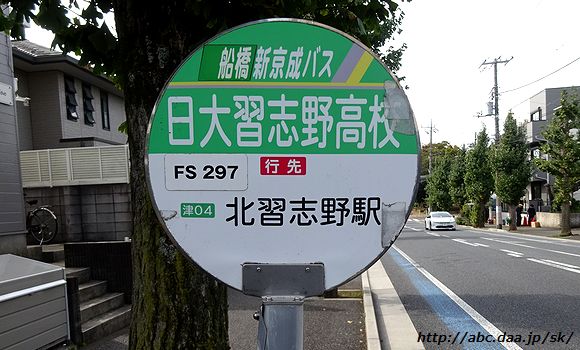 船橋新京成バス
日大習志野高校
FS 297
行先
津04 北習志野駅
http://abc.daa.jp/sk/